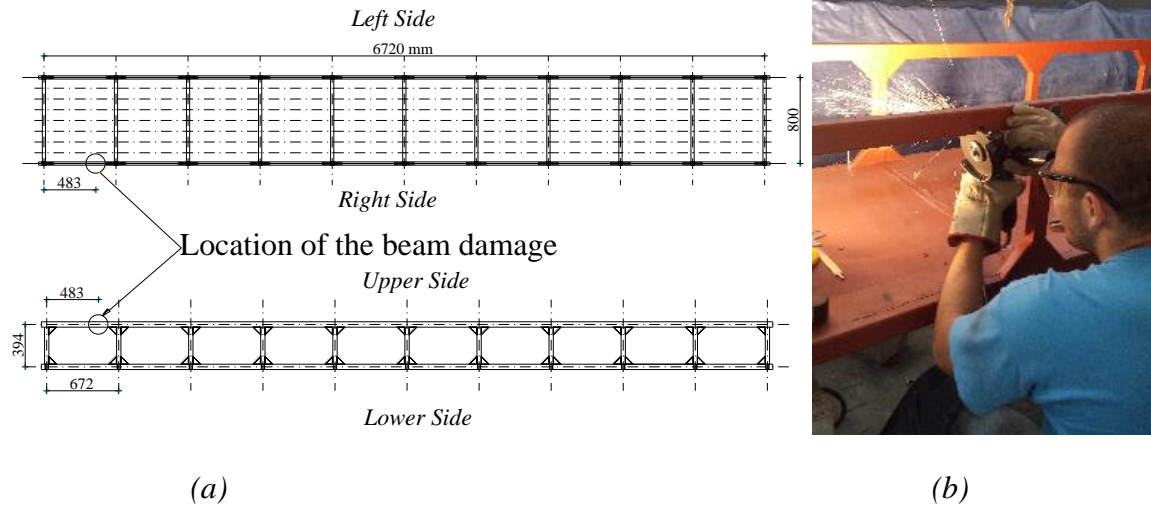 Left Side
6720 mm
800
483
Right Side
Location of the beam damage
Upper Side
483
394
672
Lower Side
(a)
(b)